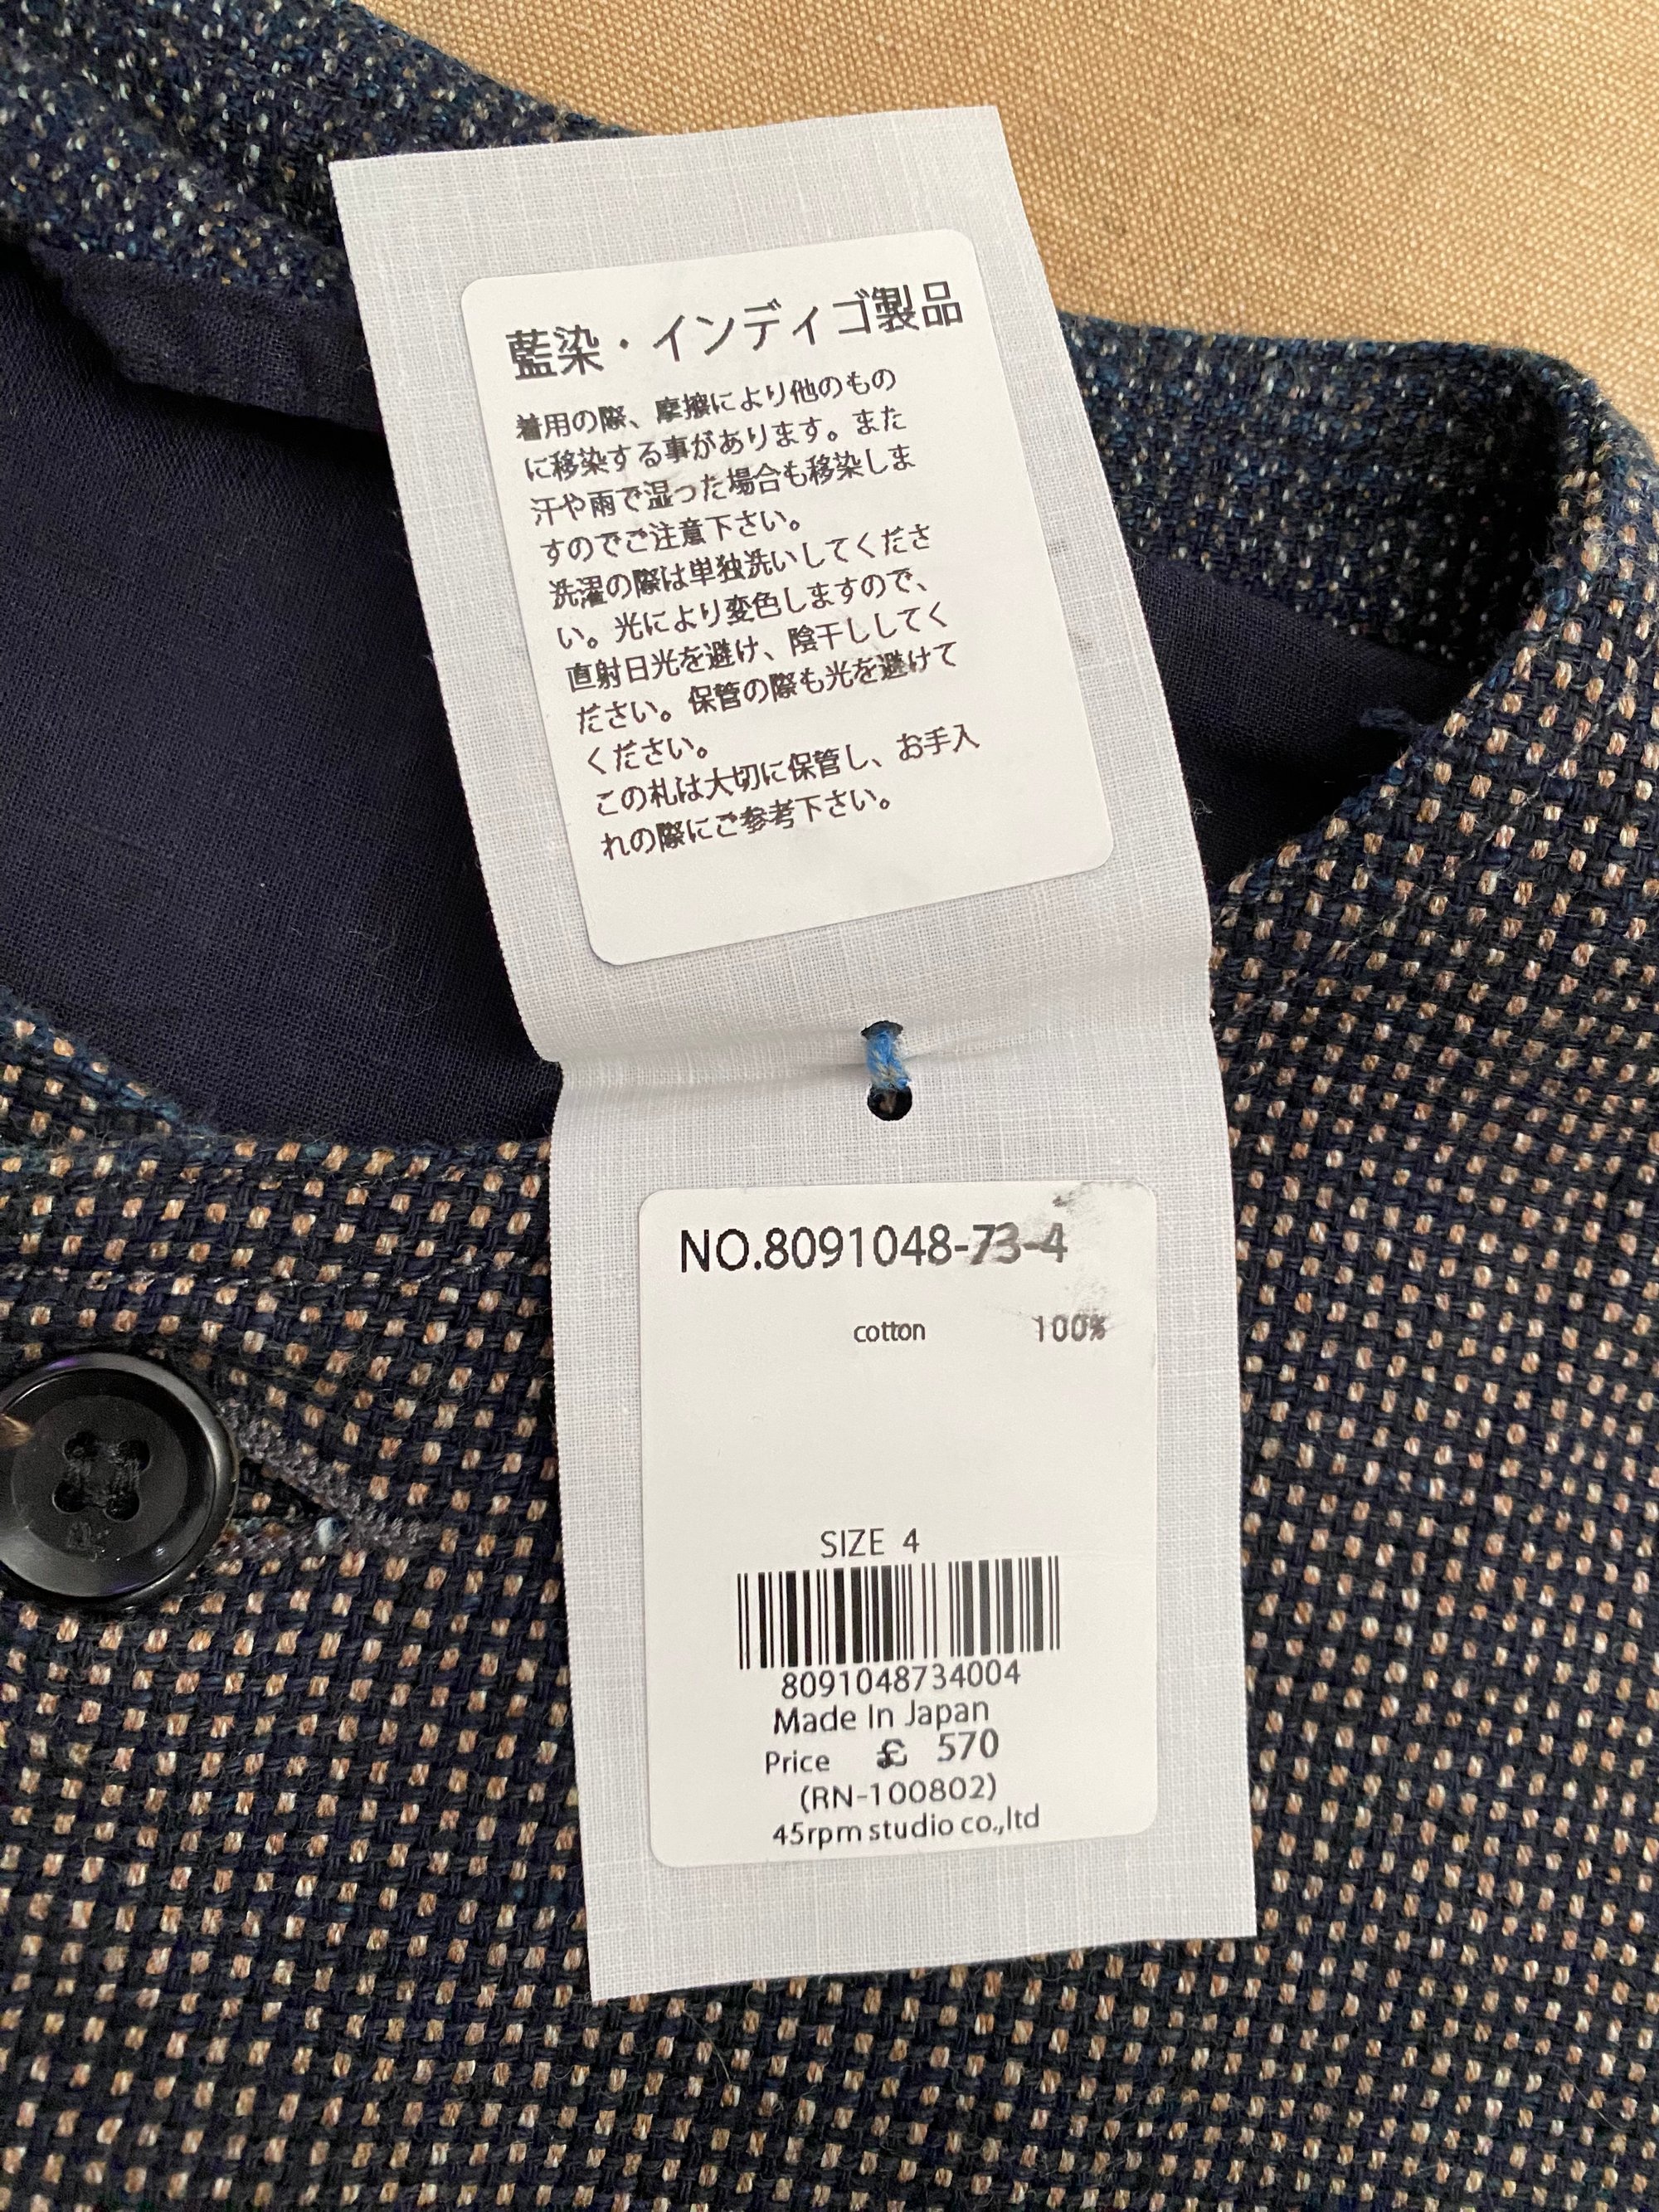 藍染・インディゴ製品
着用の際、摩擦により他のもの
に移染する事があります。また
汗や雨で湿った場合も移染しま
すのでご注意下さい。
洗濯の際は単独洗いしてくださ
い。光により変色しますので、
直射日光を避け、陰干ししてく
ださい。保管の際も光を避けて
ください。
この札は大切に保管し、お手入
れの際にご参考下さい。
NO.8091048-73-4
cotton 100%
SIZE 4
8091048734004
Made In Japan
Price £ 570
(RN-100802)
45rpm studio co.,ltd